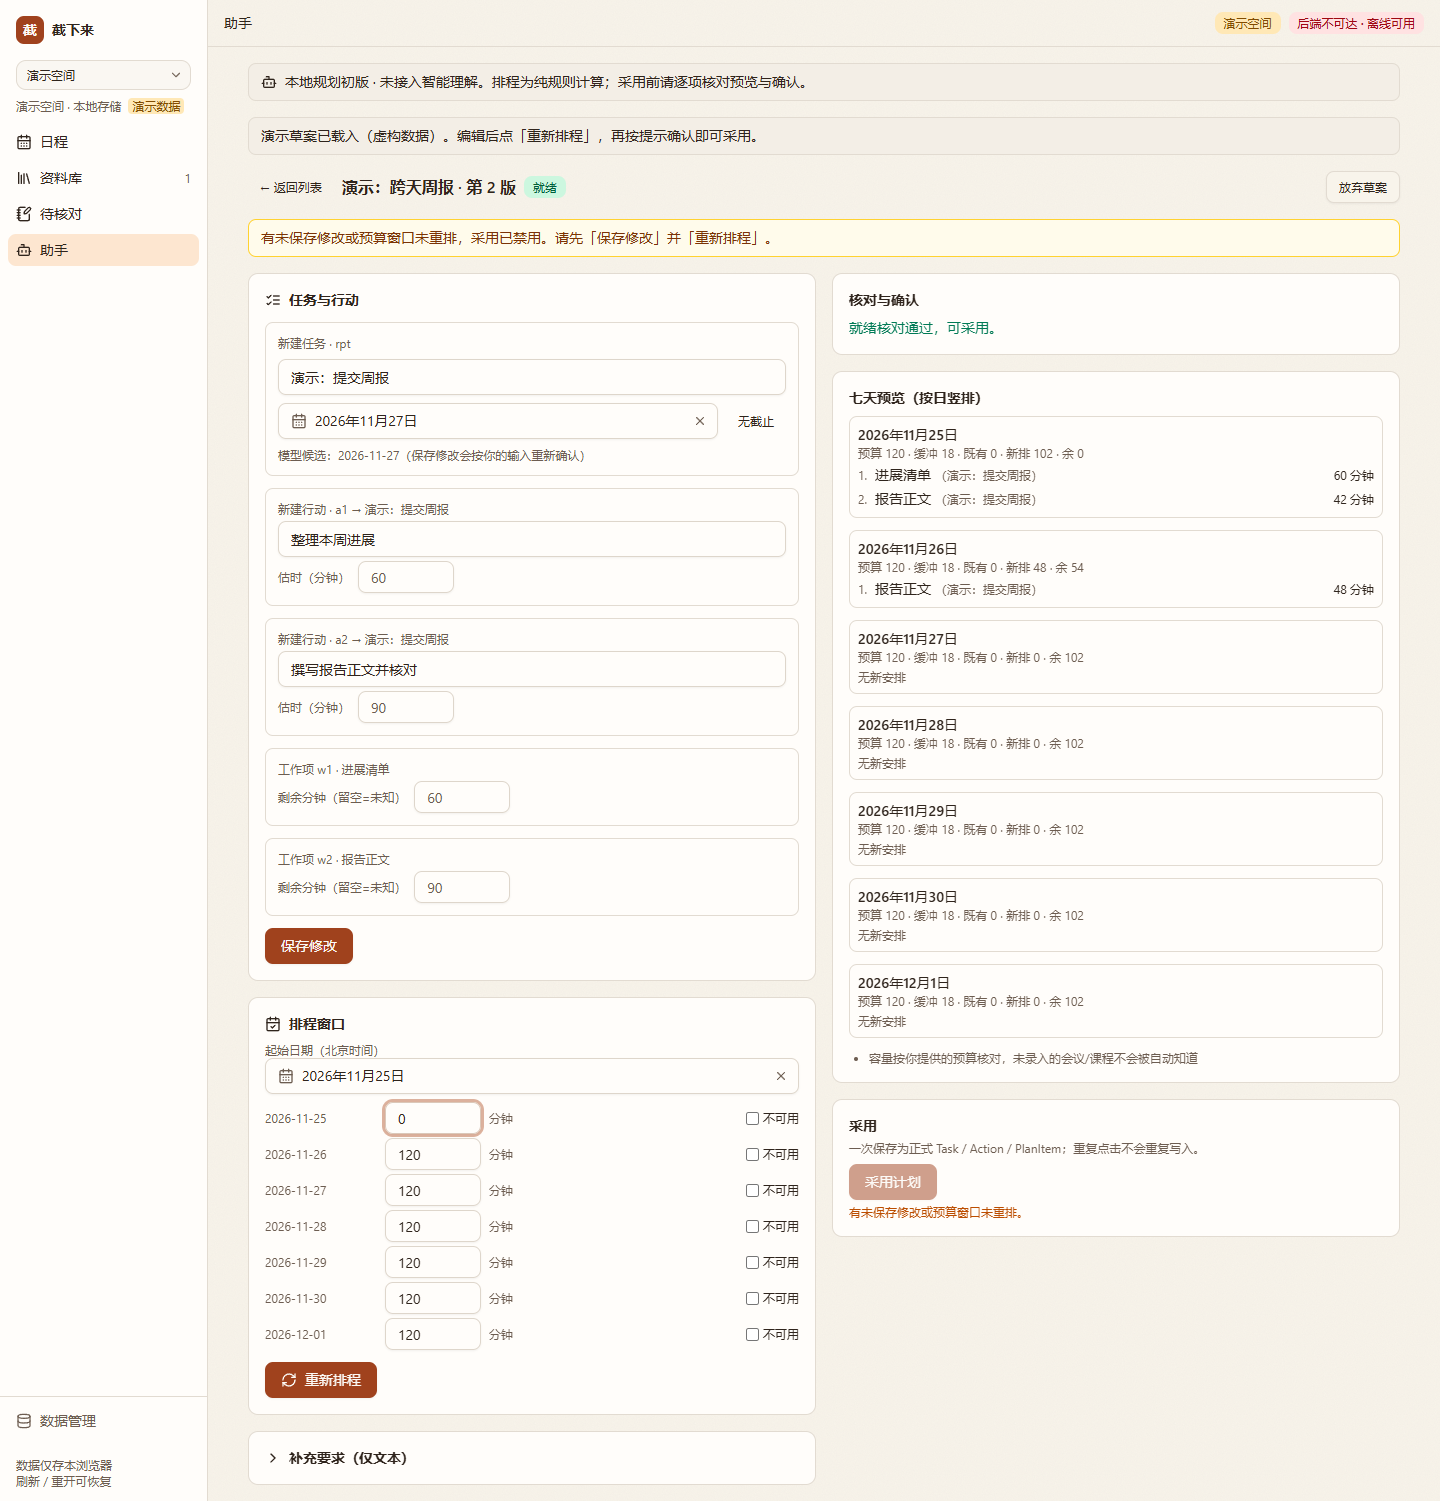 截 截下来
演示空间
演示空间 · 本地存储 演示数据
日程
资料库 1
待核对
助手
数据管理
数据仅存本浏览器
刷新 / 重开可恢复
助手
演示空间 后端不可达 · 离线可用
本地规划初版 · 未接入智能理解。排程为纯规则计算；采用前请逐项核对预览与确认。
演示草案已载入（虚构数据）。编辑后点「重新排程」，再按提示确认即可采用。
← 返回列表 演示：跨天周报 · 第 2 版 就绪 放弃草案
有未保存修改或预算窗口未重排，采用已禁用。请先「保存修改」并「重新排程」。
任务与行动
新建任务 · rpt
演示：提交周报
2026年11月27日 无截止
模型候选：2026-11-27（保存修改会按你的输入重新确认）
新建行动 · a1 → 演示：提交周报
整理本周进展
估时（分钟） 60
新建行动 · a2 → 演示：提交周报
撰写报告正文并核对
估时（分钟） 90
工作项 w1 · 进展清单
剩余分钟（留空=未知） 60
工作项 w2 · 报告正文
剩余分钟（留空=未知） 90
保存修改
排程窗口
起始日期（北京时间）
2026年11月25日
2026-11-25 0 分钟 不可用
2026-11-26 120 分钟 不可用
2026-11-27 120 分钟 不可用
2026-11-28 120 分钟 不可用
2026-11-29 120 分钟 不可用
2026-11-30 120 分钟 不可用
2026-12-01 120 分钟 不可用
重新排程
补充要求（仅文本）
核对与确认
就绪核对通过，可采用。
七天预览（按日竖排）
2026年11月25日
预算 120 · 缓冲 18 · 既有 0 · 新排 102 · 余 0
1. 进展清单 （演示：提交周报） 60 分钟
2. 报告正文 （演示：提交周报） 42 分钟
2026年11月26日
预算 120 · 缓冲 18 · 既有 0 · 新排 48 · 余 54
1. 报告正文 （演示：提交周报） 48 分钟
2026年11月27日
预算 120 · 缓冲 18 · 既有 0 · 新排 0 · 余 102
无新安排
2026年11月28日
预算 120 · 缓冲 18 · 既有 0 · 新排 0 · 余 102
无新安排
2026年11月29日
预算 120 · 缓冲 18 · 既有 0 · 新排 0 · 余 102
无新安排
2026年11月30日
预算 120 · 缓冲 18 · 既有 0 · 新排 0 · 余 102
无新安排
2026年12月1日
预算 120 · 缓冲 18 · 既有 0 · 新排 0 · 余 102
无新安排
• 容量按你提供的预算核对，未录入的会议/课程不会被自动知道
采用
一次保存为正式 Task / Action / PlanItem；重复点击不会重复写入。
采用计划
有未保存修改或预算窗口未重排。